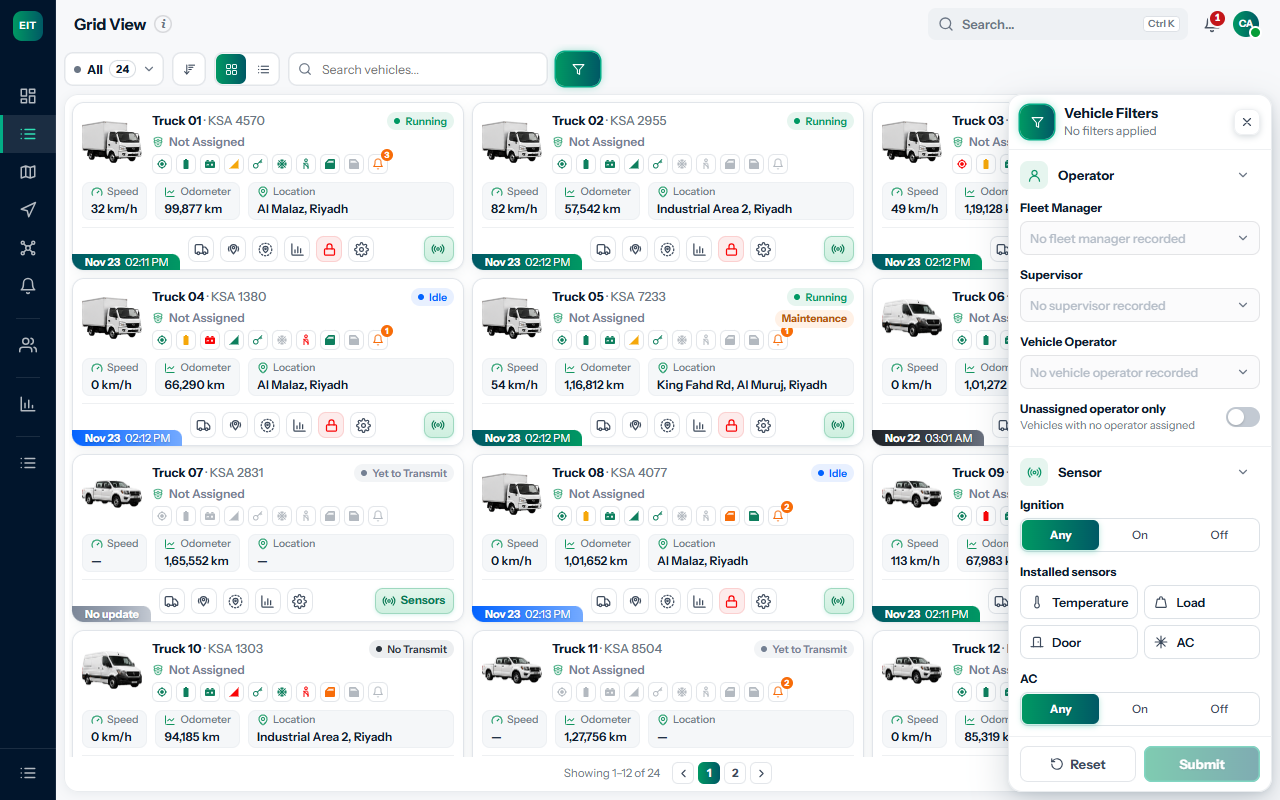 EIT
Grid View
Search...
Ctrl K
1
CA
All 24
Search vehicles...
Truck 01 · KSA 4570
Running
Not Assigned
3
Speed
32 km/h
Odometer
99,877 km
Location
Al Malaz, Riyadh
Nov 23 02:11 PM
Truck 02 · KSA 2955
Running
Not Assigned
Speed
82 km/h
Odometer
57,542 km
Location
Industrial Area 2, Riyadh
Nov 23 02:12 PM
Truck 03 ·
Not As
Speed
49 km/h
Odom
1,19,128 k
Nov 23 02:12 PM
Truck 04 · KSA 1380
Idle
Not Assigned
1
Speed
0 km/h
Odometer
66,290 km
Location
Al Malaz, Riyadh
Nov 23 02:12 PM
Truck 05 · KSA 7233
Running
Not Assigned
Maintenance
1
Speed
54 km/h
Odometer
1,16,812 km
Location
King Fahd Rd, Al Muruj, Riyadh
Nov 23 02:12 PM
Truck 06 ·
Not As
Speed
0 km/h
Odom
1,01,272
Nov 22 03:01 AM
Truck 07 · KSA 2831
Yet to Transmit
Not Assigned
Speed
—
Odometer
1,65,552 km
Location
—
Sensors
No update
Truck 08 · KSA 4077
Idle
Not Assigned
2
Speed
0 km/h
Odometer
1,01,652 km
Location
Al Malaz, Riyadh
Nov 23 02:13 PM
Truck 09 ·
Not As
Speed
113 km/h
Odom
67,983 k
Nov 23 02:11 PM
Truck 10 · KSA 1303
No Transmit
Not Assigned
Speed
0 km/h
Odometer
94,185 km
Location
Industrial Area 2, Riyadh
Truck 11 · KSA 8504
Yet to Transmit
Not Assigned
2
Speed
—
Odometer
1,27,756 km
Location
—
Truck 12 ·
Not As
Speed
0 km/h
Odom
85,319 k
Showing 1–12 of 24
1
2
Vehicle Filters
No filters applied
Operator
Fleet Manager
No fleet manager recorded
Supervisor
No supervisor recorded
Vehicle Operator
No vehicle operator recorded
Unassigned operator only
Vehicles with no operator assigned
Sensor
Ignition
Any On Off
Installed sensors
Temperature Load
Door AC
AC
Any On Off
Reset Submit